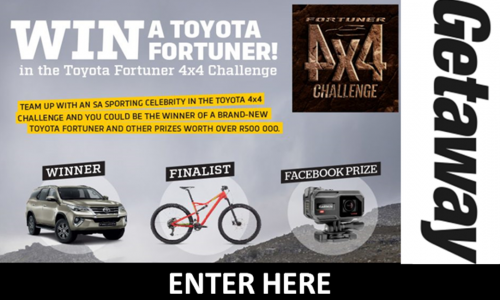 WIN A TOYOTA
FORTUNER!
in the Toyota Fortuner 4x4 Challenge
FORTUNER
4x4
CHALLENGE
TEAM UP WITH AN SA SPORTING CELEBRITY IN THE TOYOTA 4x4
CHALLENGE AND YOU COULD BE THE WINNER OF A BRAND-NEW
TOYOTA FORTUNER AND OTHER PRIZES WORTH OVER R500 000.
WINNER
FINALIST
FACEBOOK PRIZE
Getaway
ENTER HERE